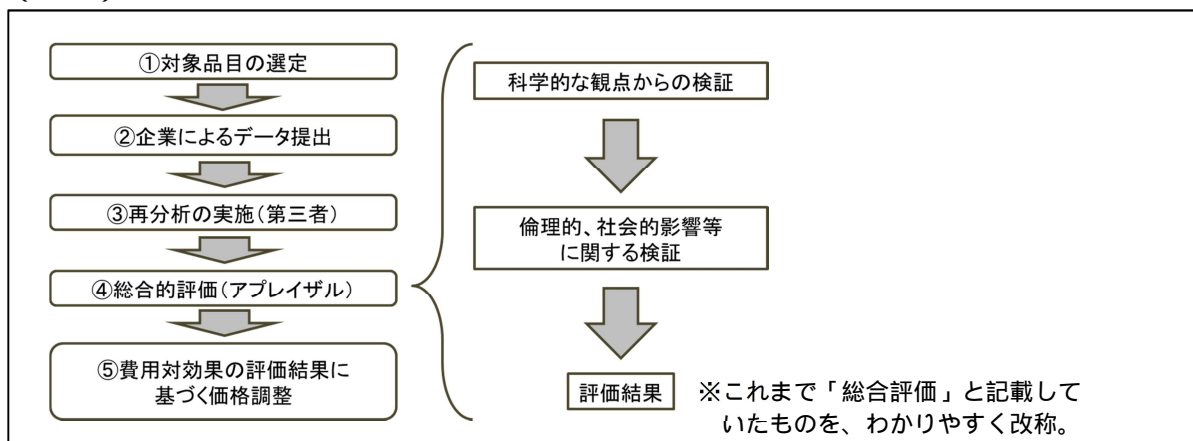 ①対象品目の選定
②企業によるデータ提出
③再分析の実施(第三者)
④総合的評価(アプレイザル)
⑤費用対効果の評価結果に
基づく価格調整
科学的な観点からの検証
倫理的、社会的影響等
に関する検証
評価結果
※これまで「総合評価」と記載して
いたものを、わかりやすく改称。